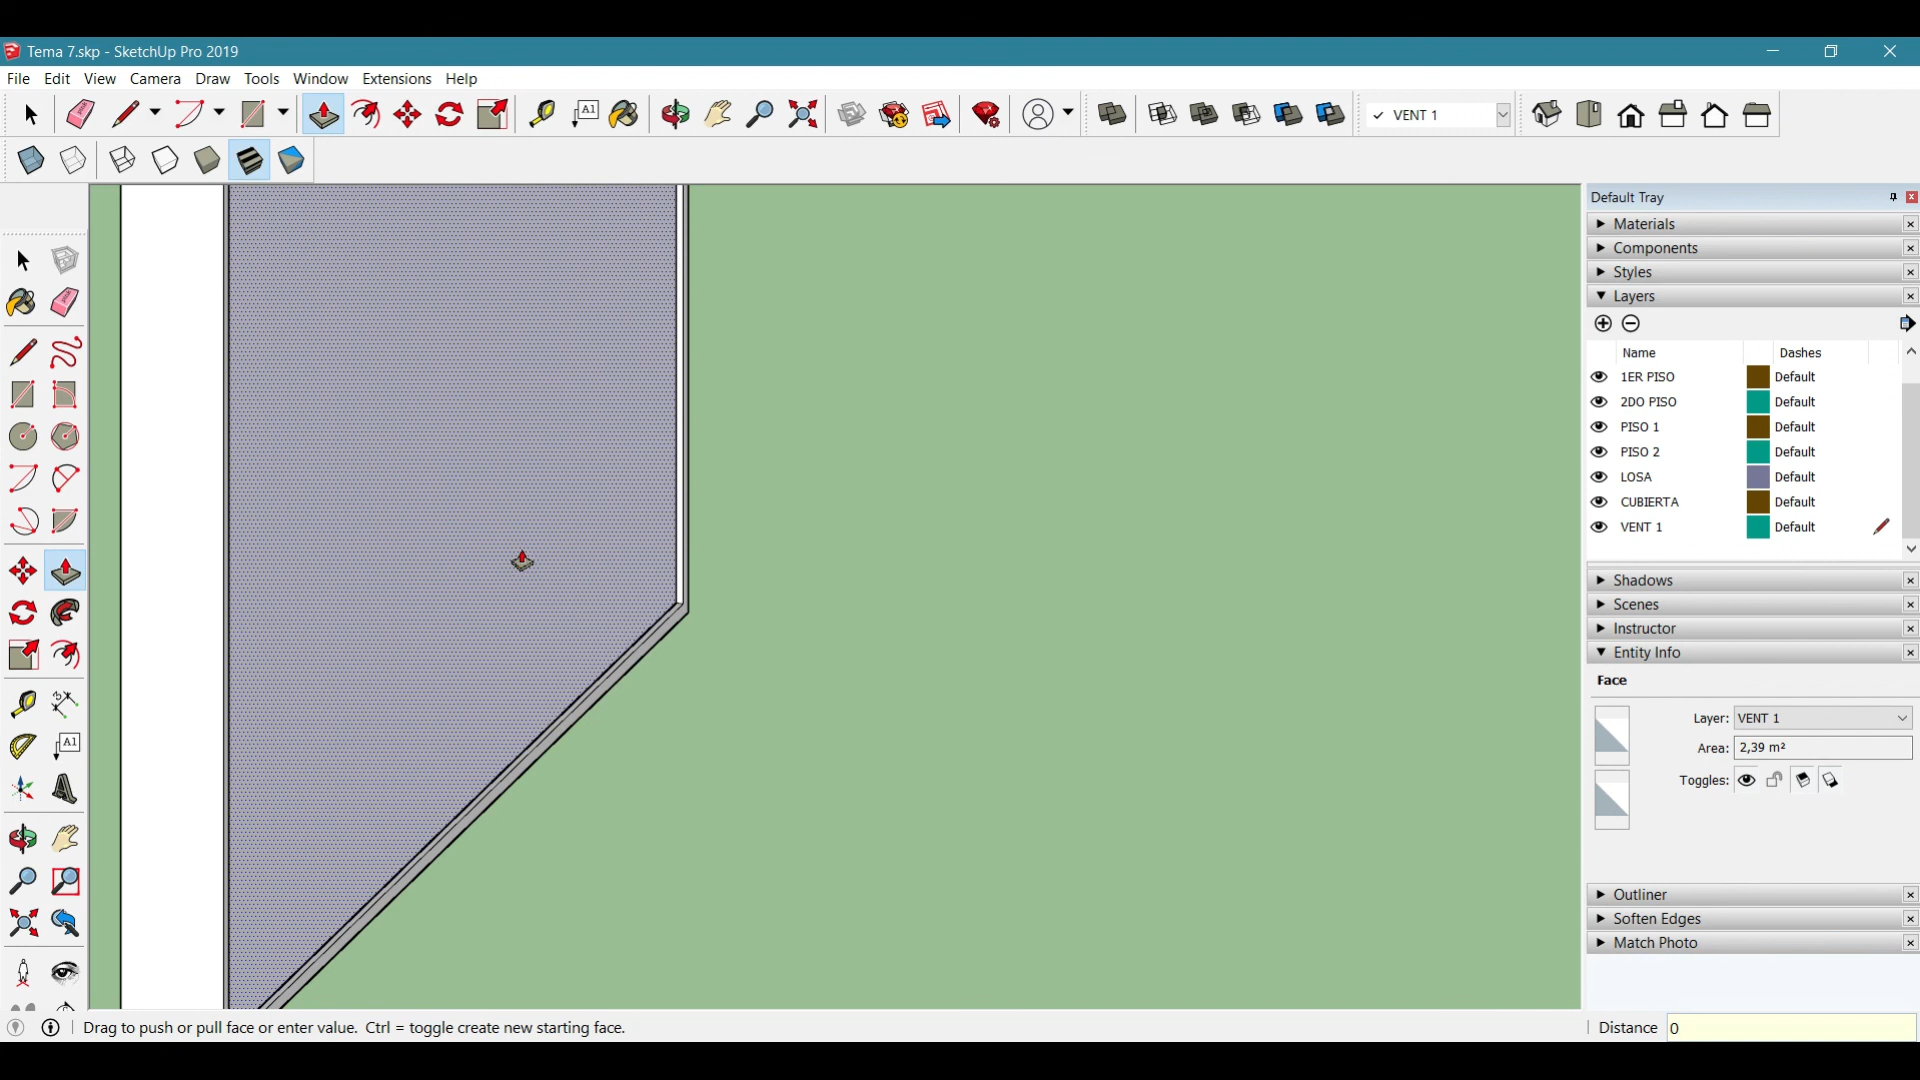 Tema 7.skp - SketchUp Pro 2019
File Edit View Camera Draw Tools Window Extensions Help
A1
VENT 1
Default Tray
Materials
Components
Styles
Layers
Name Dashes
1ER PISO Default
2DO PISO Default
PISO 1 Default
PISO 2 Default
LOSA Default
CUBIERTA Default
VENT 1 Default
Shadows
Scenes
Instructor
Entity Info
Face
Layer: VENT 1
Area: 2,39 m²
Toggles:
A1
Outliner
Soften Edges
Match Photo
Drag to push or pull face or enter value. Ctrl = toggle create new starting face.
Distance 0